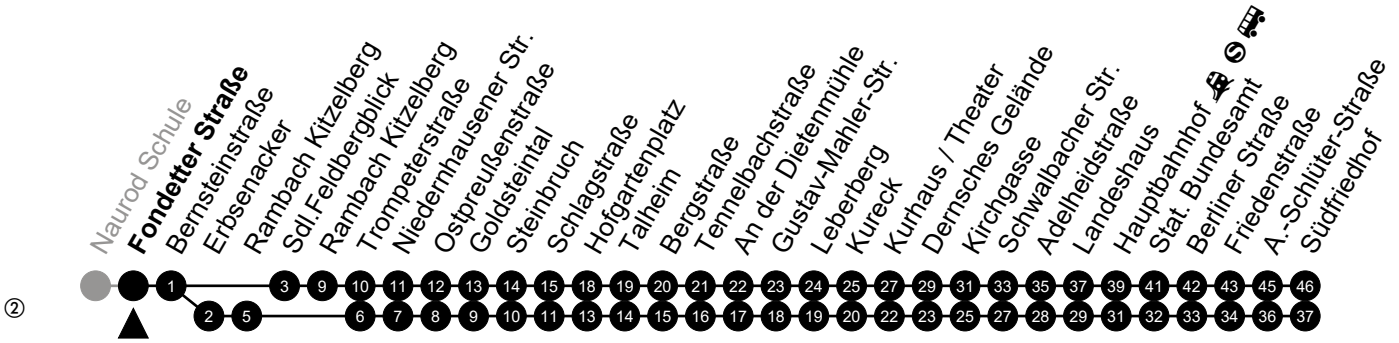 Naurod Schule
Fondetter Straße
Bernsteinstraße
Erbsenacker
Rambach Kitzelberg
Sdl.Feldbergblick
Rambach Kitzelberg
Trompeterstraße
Niedernhausener Str.
Ostpreußenstraße
Goldsteintal
Steinbruch
Schlagstraße
Hofgartenplatz
Talheim
Bergstraße
Tennelbachstraße
An der Dietenmühle
Gustav-Mahler-Str.
Leberberg
Kureck
Kurhaus / Theater
Dernsches Gelände
Kirchgasse
Schwalbacher Str.
Adelheidstraße
Landeshaus
Hauptbahnhof S
Stat. Bundesamt
Berliner Straße
Friedenstraße
A.-Schlüter-Straße
Südfriedhof
1 3 9 10 11 12 13 14 15 18 19 20 21 22 23 24 25 27 29 31 33 35 37 39 41 42 43 45 46
② 2 5 6 7 8 9 10 11 13 14 15 16 17 18 19 20 22 23 25 27 28 29 31 32 33 34 36 37